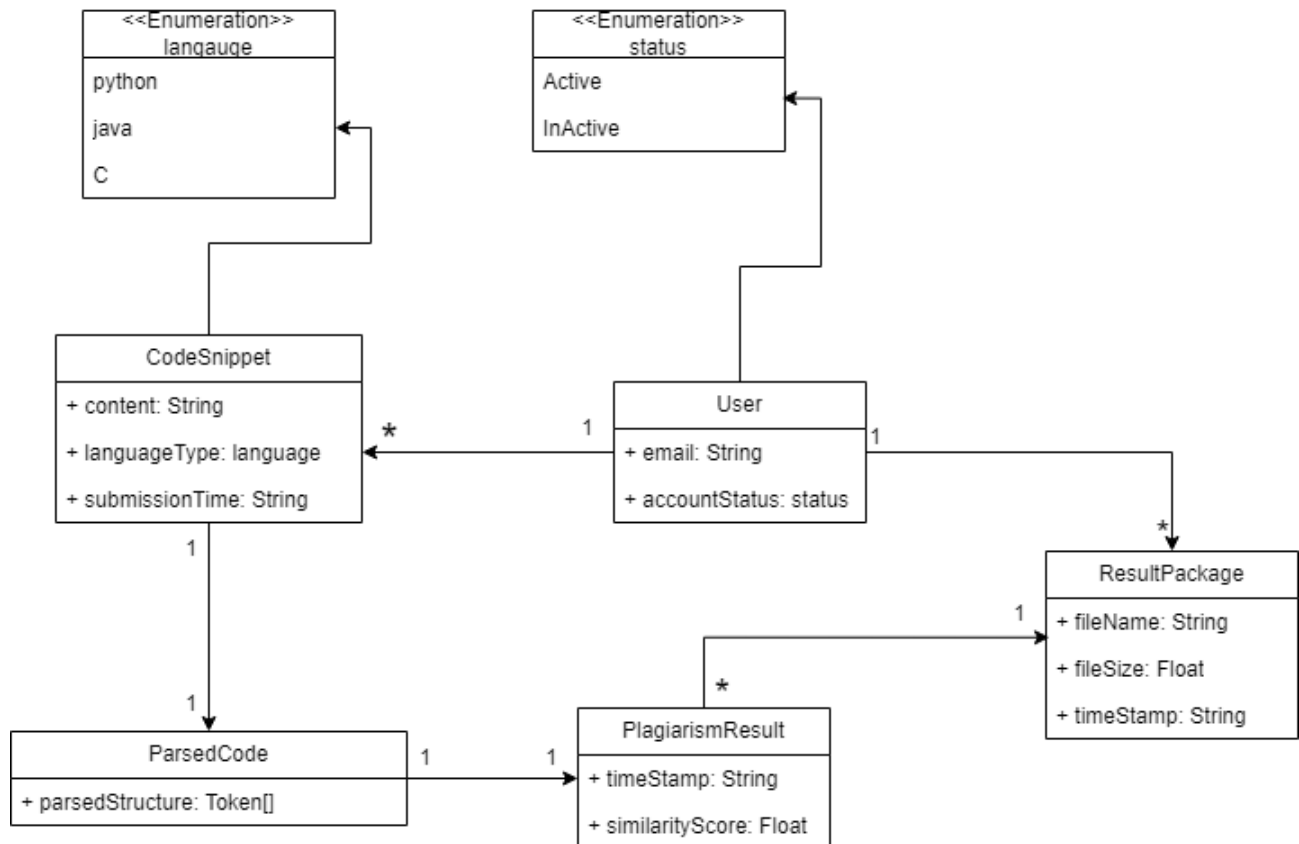 <<Enumeration>>
langauge
python
java
C
<<Enumeration>>
status
Active
InActive
CodeSnippet
+ content: String
+ languageType: language
+ submissionTime: String
*
1
User
+ email: String
+ accountStatus: status
1
*
1
1
ResultPackage
+ fileName: String
+ fileSize: Float
+ timeStamp: String
1
*
ParsedCode
+ parsedStructure: Token[]
1
1
PlagiarismResult
+ timeStamp: String
+ similarityScore: Float